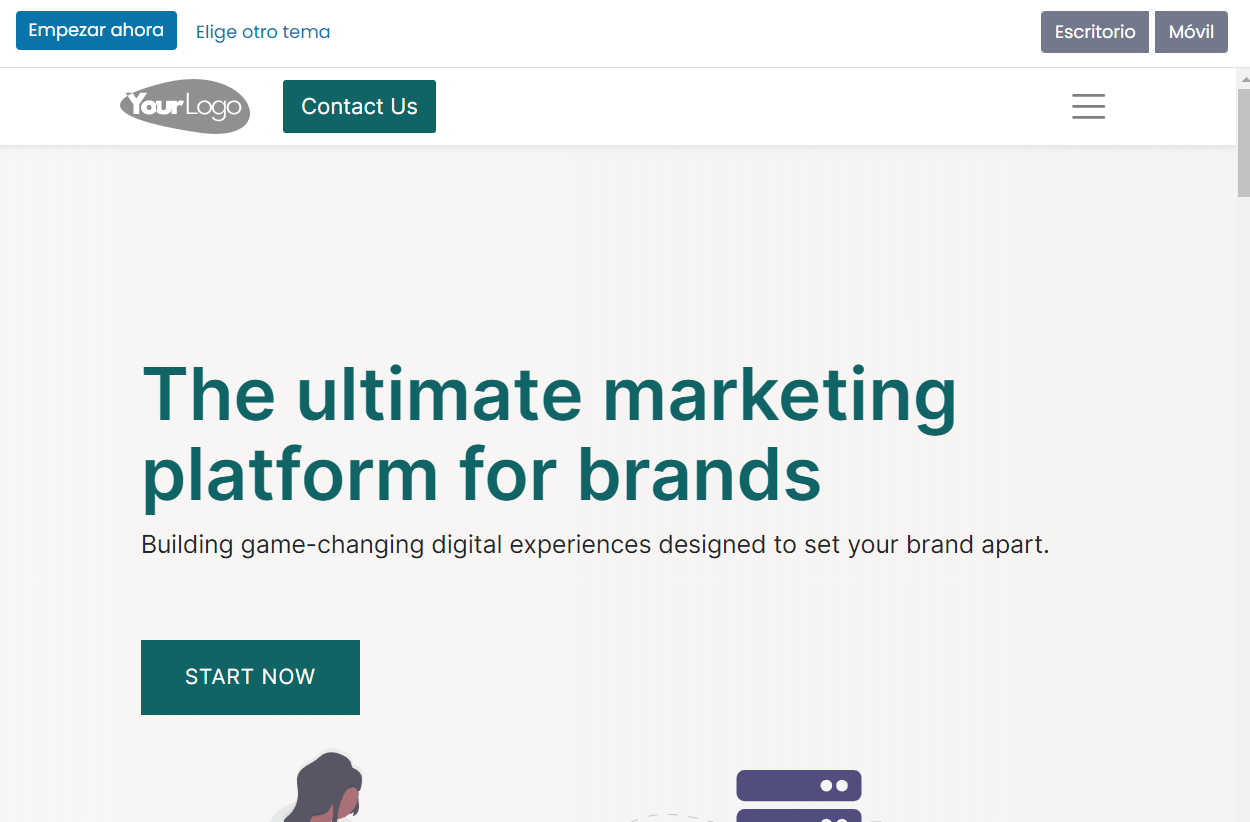 Empezar ahora Elige otro tema Escritorio Móvil
YourLogo Contact Us
The ultimate marketing
platform for brands
Building game-changing digital experiences designed to set your brand apart.
START NOW